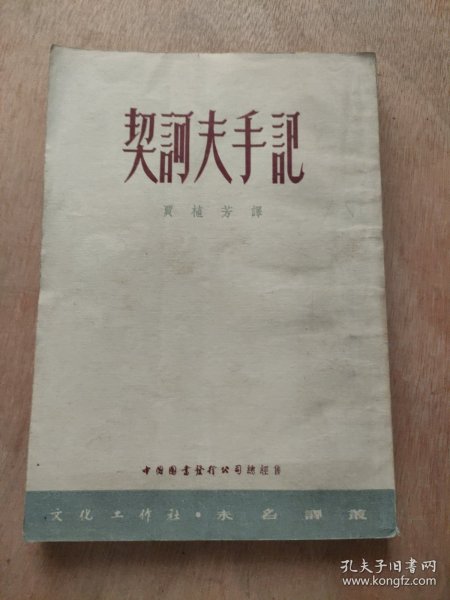 契訶夫手記
賈植芳譯
中國圖書發行公司總經售
文化工作社·未名譯叢
孔夫子旧书网
www.kongfz.com